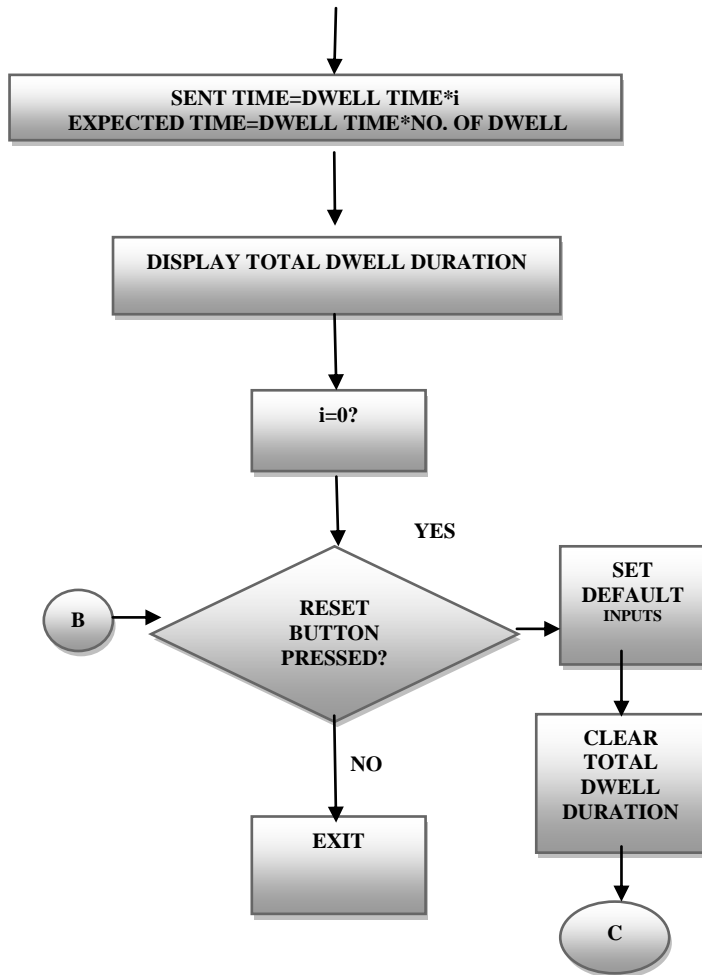 SENT TIME=DWELL TIME*i
EXPECTED TIME=DWELL TIME*NO. OF DWELL
DISPLAY TOTAL DWELL DURATION
i=0?
YES
B
RESET
BUTTON
PRESSED?
SET
DEFAULT
INPUTS
NO
CLEAR
TOTAL
DWELL
DURATION
EXIT
C